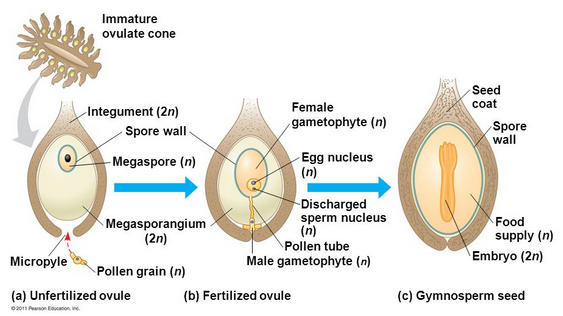 Immature
ovulate cone
Integument (2n)
Spore wall
Megaspore (n)
Megasporangium
(2n)
Micropyle
Pollen grain (n)
(a) Unfertilized ovule
Female
gametophyte (n)
Egg nucleus
(n)
Discharged
sperm nucleus
(n)
Pollen tube
Male gametophyte (n)
(b) Fertilized ovule
Seed
coat
Spore
wall
Food
supply (n)
Embryo (2n)
(c) Gymnosperm seed
© 2011 Pearson Education, Inc.